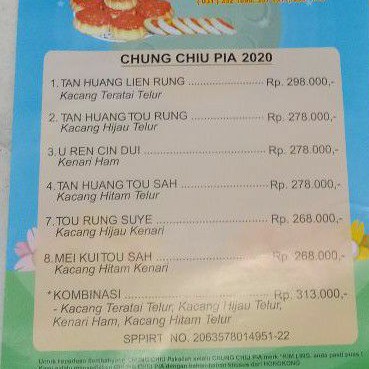 CHUNG CHIU PIA 2020
1. TAN HUANG LIEN RUNG .................. Rp. 298.000,-
Kacang Teratai Telur
2. TAN HUANG TOU RUNG .................. Rp. 278.000,-
Kacang Hijau Telur
3. U REN CIN DUI .................. Rp. 278.000,-
Kenari Ham
4. TAN HUANG TOU SAH .................. Rp. 278.000,-
Kacang Hitam Telur
7. TOU RUNG SUYE .................. Rp. 268.000,-
Kacang Hijau Kenari
8. MEI KUI TOU SAH .................. Rp. 268.000,-
Kacang Hitam Kenari
*KOMBINASI .................. Rp. 313.000,-
- Kacang Teratai Telur, Kacang Hijau Telur,
Kenari Ham, Kacang Hitam Telur
SPPIRT NO. 2063578014951-22